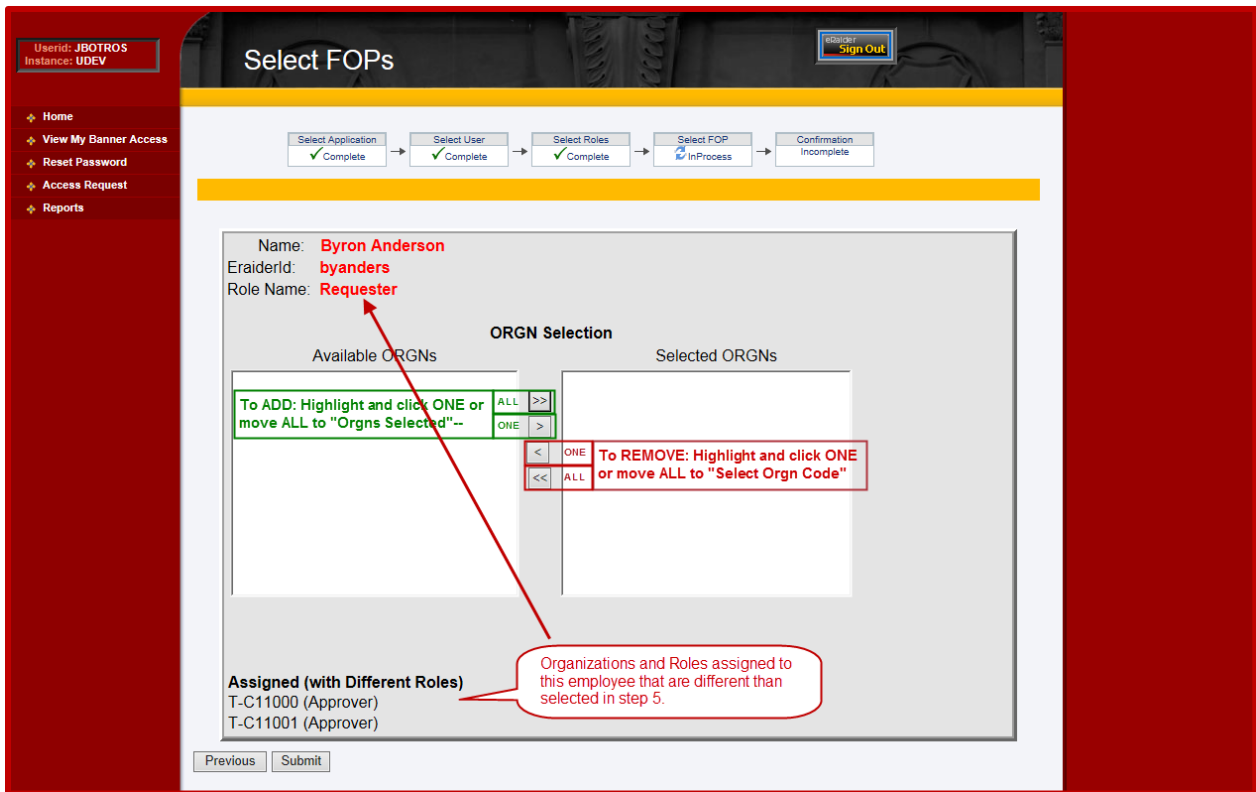 Userid: JBOTROS
Instance: UDEV
Select FOPs
eRaider
Sign Out
Home
View My Banner Access
Reset Password
Access Request
Reports
Select Application
Complete
Select User
Complete
Select Roles
Complete
Select FOP
InProcess
Confirmation
Incomplete
Name: Byron Anderson
EraiderId: byanders
Role Name: Requester
ORGN Selection
Available ORGNs
Selected ORGNs
To ADD: Highlight and click ONE or
move ALL to "Orgns Selected"--
ALL >>
ONE >
< ONE
<< ALL
To REMOVE: Highlight and click ONE
or move ALL to "Select Orgn Code"
Organizations and Roles assigned to
this employee that are different than
selected in step 5.
Assigned (with Different Roles)
T-C11000 (Approver)
T-C11001 (Approver)
Previous Submit